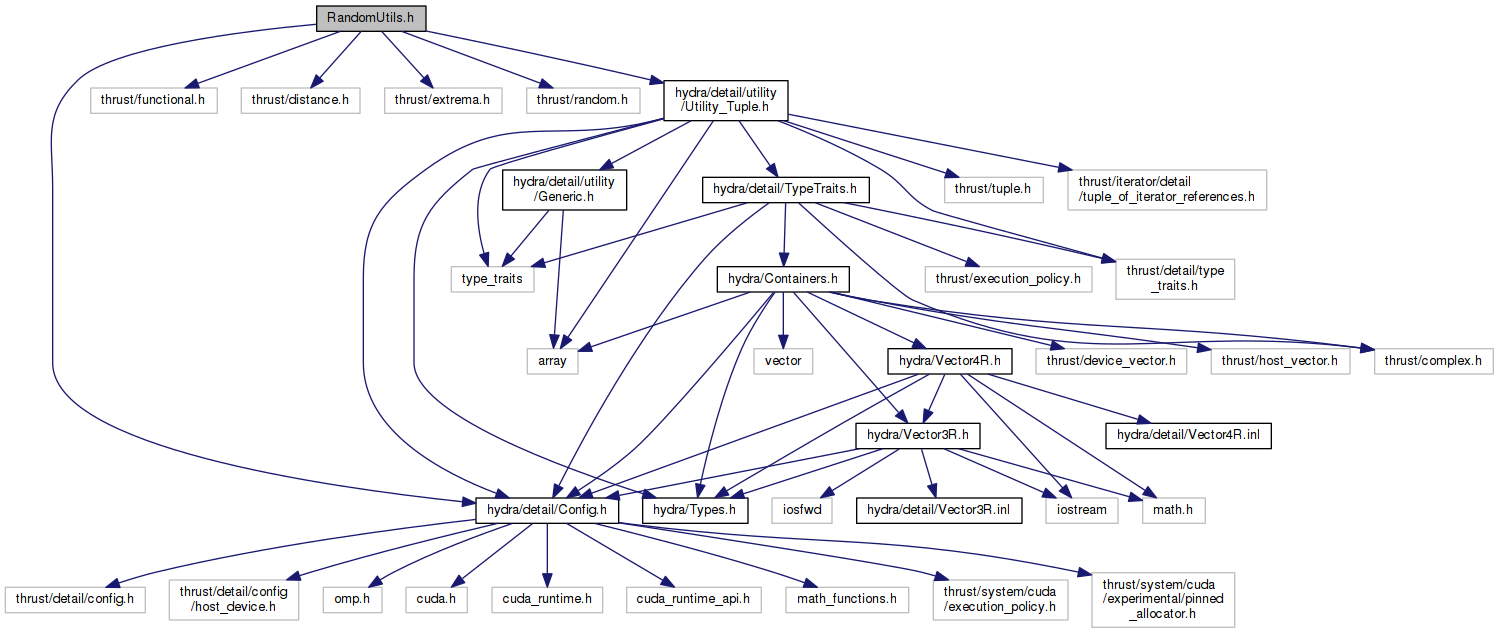 RandomUtils.h
thrust/functional.h
thrust/distance.h
thrust/extrema.h
thrust/random.h
hydra/detail/utility
/Utility_Tuple.h
hydra/detail/utility
/Generic.h
hydra/detail/TypeTraits.h
thrust/tuple.h
thrust/iterator/detail
/tuple_of_iterator_references.h
type_traits
hydra/Containers.h
thrust/execution_policy.h
thrust/detail/type
_traits.h
array
vector
hydra/Vector4R.h
thrust/device_vector.h
thrust/host_vector.h
thrust/complex.h
hydra/Vector3R.h
hydra/detail/Vector4R.inl
hydra/detail/Config.h
hydra/Types.h
iosfwd
hydra/detail/Vector3R.inl
iostream
math.h
thrust/detail/config.h
thrust/detail/config
/host_device.h
omp.h
cuda.h
cuda_runtime.h
cuda_runtime_api.h
math_functions.h
thrust/system/cuda
/execution_policy.h
thrust/system/cuda
/experimental/pinned
_allocator.h